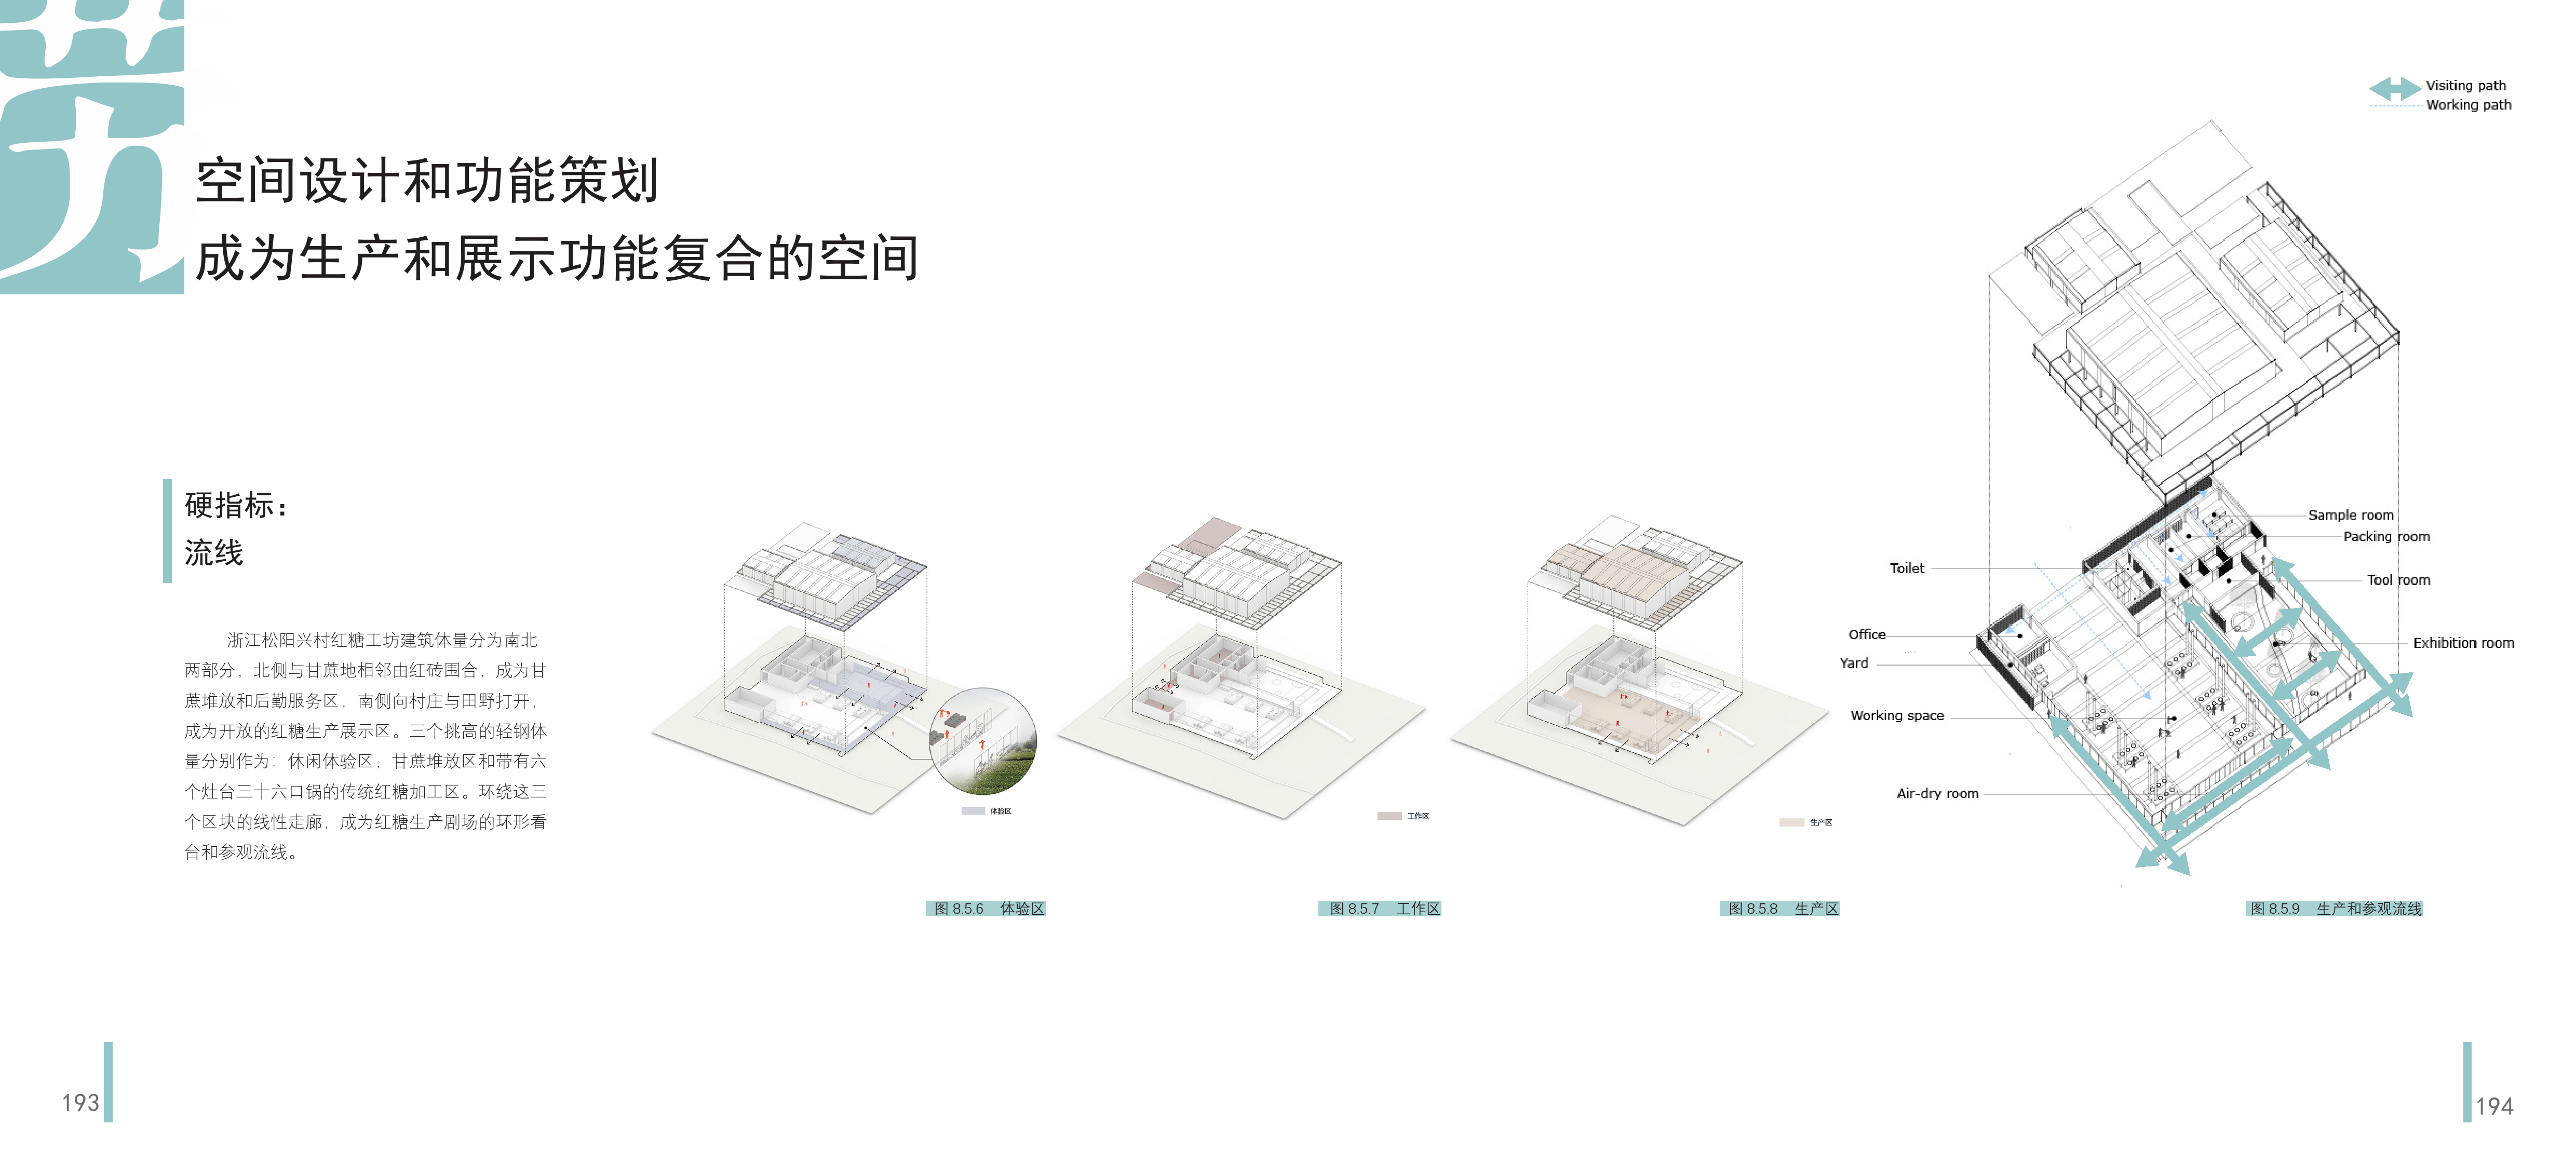 空间设计和功能策划
成为生产和展示功能复合的空间
硬指标：
流线
浙江松阳兴村红糖工坊建筑体量分为南北
两部分，北侧与甘蔗地相邻由红砖围合，成为甘
蔗堆放和后勤服务区，南侧向村庄与田野打开，
成为开放的红糖生产展示区。三个挑高的轻钢体
量分别作为：休闲体验区，甘蔗堆放区和带有六
个灶台三十六口锅的传统红糖加工区。环绕这三
个区块的线性走廊，成为红糖生产剧场的环形看
台和参观流线。
体验区
图 8.5.6 体验区
工作区
图 8.5.7 工作区
生产区
图 8.5.8 生产区
Visiting path
Working path
Sample room
Packing room
Toilet
Tool room
Office
Exhibition room
Yard
Working space
Air-dry room
图 8.5.9 生产和参观流线
193
194